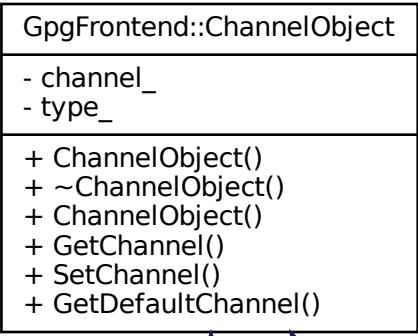 GpgFrontend::ChannelObject
- channel_
- type_
+ ChannelObject()
+ ~ChannelObject()
+ ChannelObject()
+ GetChannel()
+ SetChannel()
+ GetDefaultChannel()